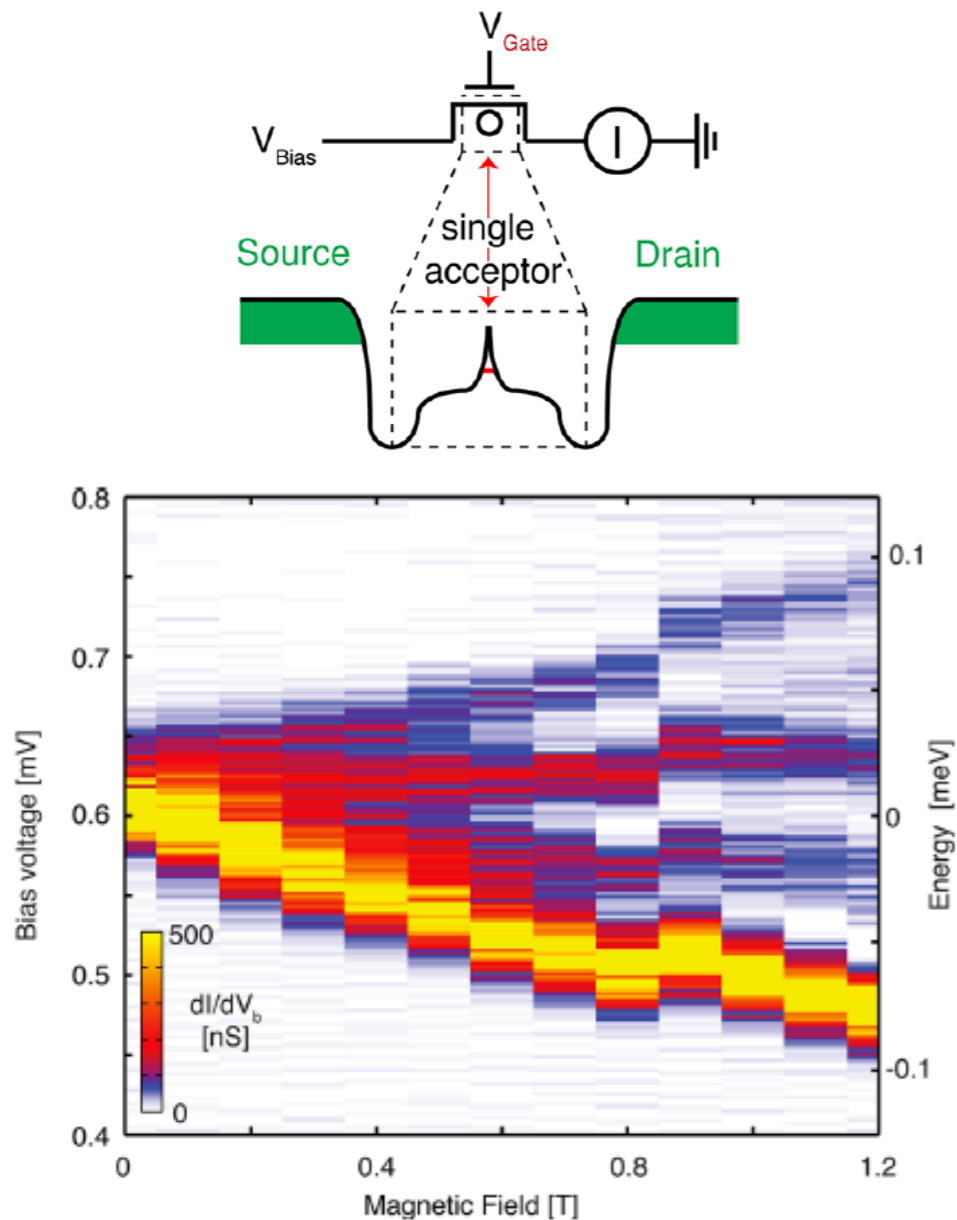 V Gate
V Bias
I
single
acceptor
Source
Drain
0.8
0.7
0.6
0.5
0.4
Bias voltage [mV]
0.1
0
-0.1
Energy [meV]
500
dI/dVb
[nS]
0
0
0.4
0.8
1.2
Magnetic Field [T]